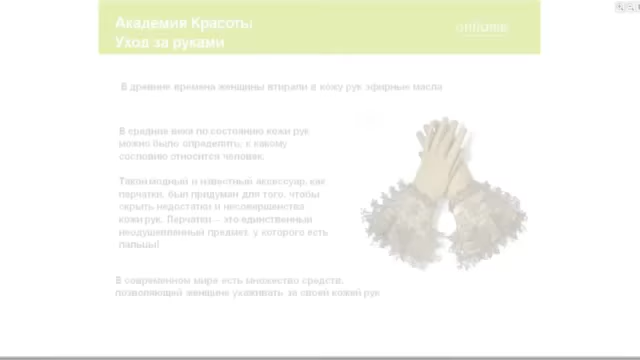 Академия Красоты
Уход за руками
В древние времена женщины втирали в кожу рук эфирные масла
В средние века по состоянию кожи рук
можно было определить, к какому
сословию относится человек.
Такой модный и известный аксессуар, как
перчатки, был придуман для того, чтобы
скрыть недостатки и несовершенства
кожи рук. Перчатки – это единственный
неодушевленный предмет, у которого есть
пальцы!
В современном мире есть множество средств,
позволяющей женщине ухаживать за своей кожей рук